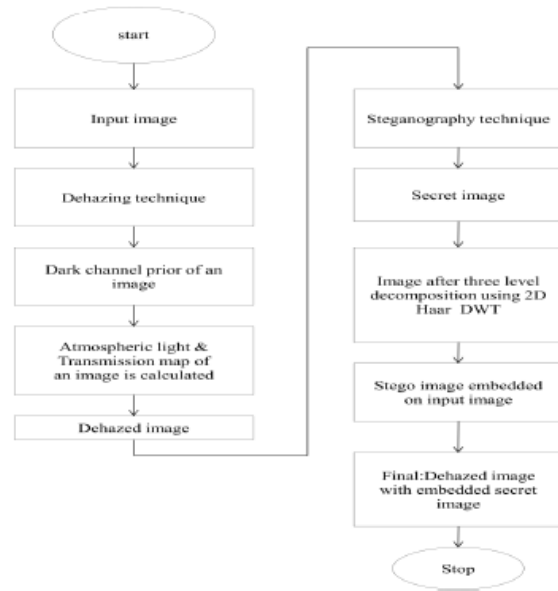 start
Input image
Dehazing technique
Dark channel prior of an
image
Atmospheric light &
Transmission map of
an image is calculated
Dehazed image
Steganography technique
Secret image
Image after three level
decomposition using 2D
Haar DWT
Stego image embedded
on input image
Final:Dehazed image
with embedded secret
image
Stop